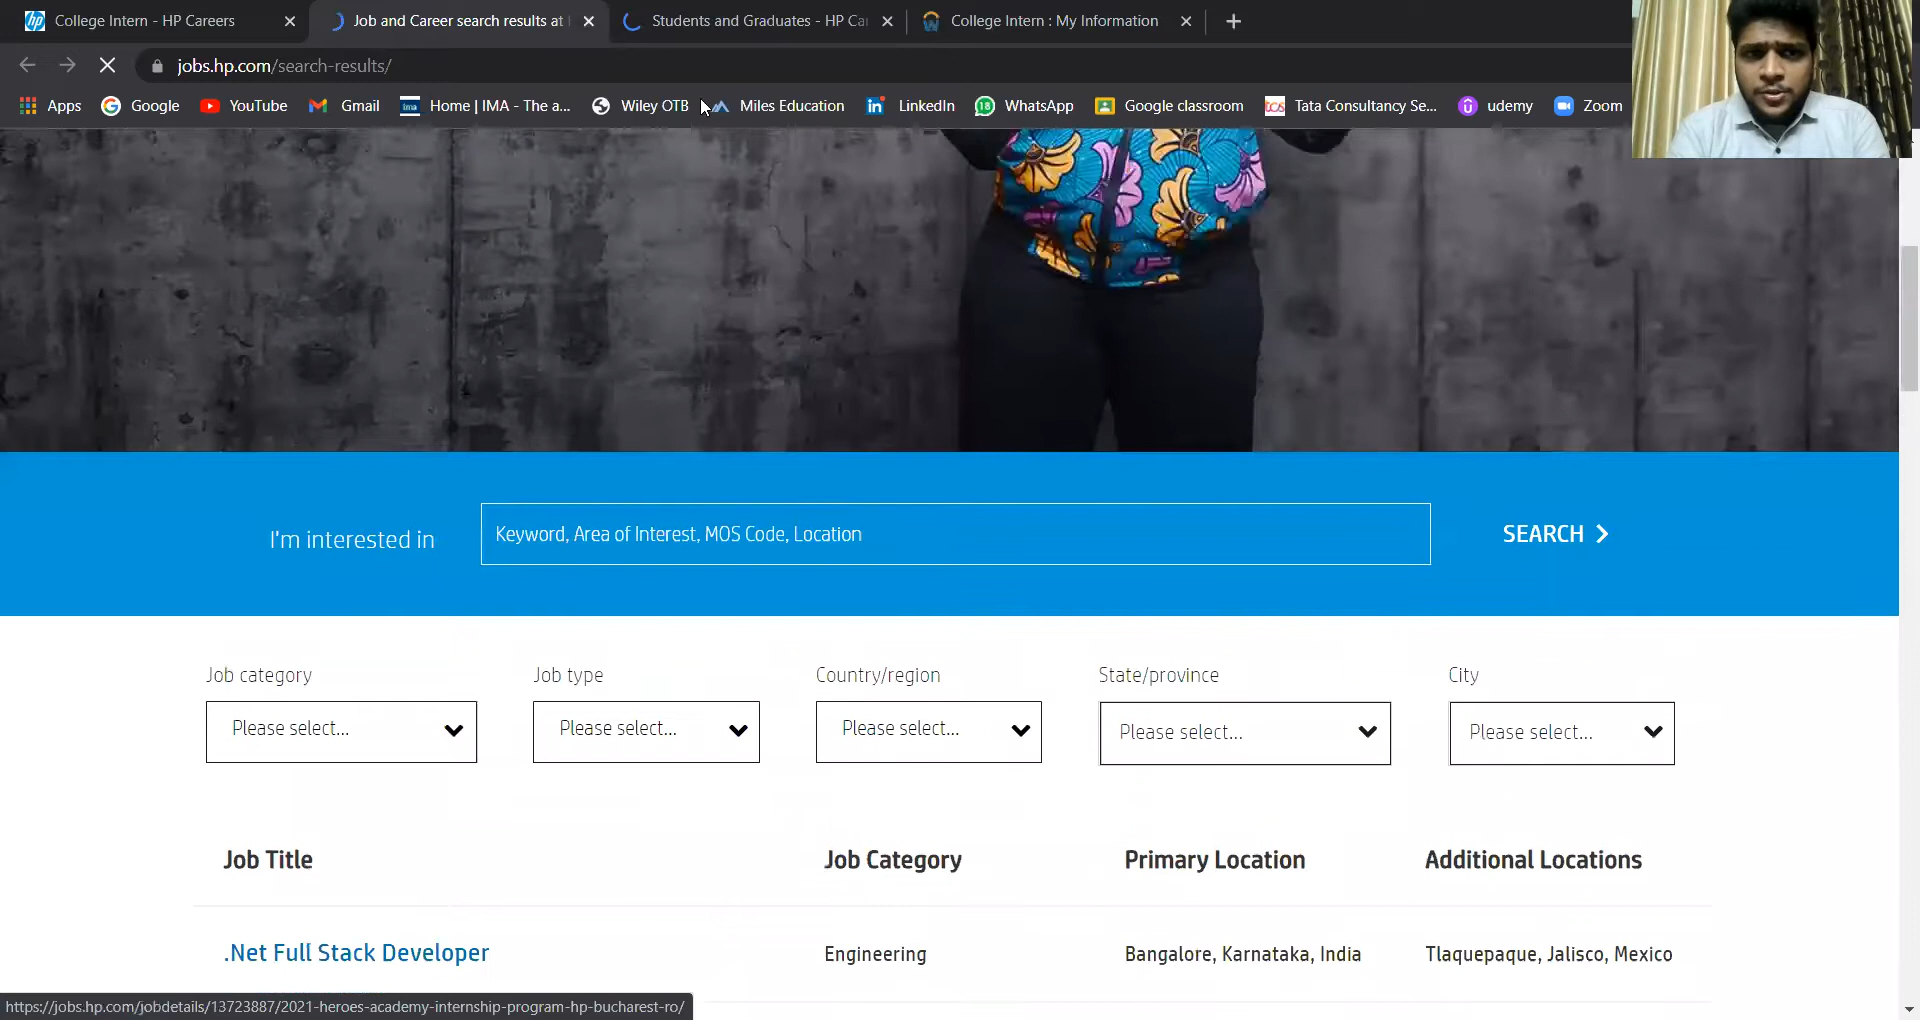 College Intern - HP Careers
Job and Career search results at
Students and Graduates - HP Ca
College Intern : My Information
jobs.hp.com/search-results/
Apps
Google
YouTube
Gmail
Home | IMA - The a...
Wiley OTB
Miles Education
LinkedIn
WhatsApp
Google classroom
Tata Consultancy Se...
udemy
Zoom
I'm interested in
Keyword, Area of Interest, MOS Code, Location
SEARCH
Job category
Job type
Country/region
State/province
City
Please select...
Please select...
Please select...
Please select...
Please select...
Job Title
Job Category
Primary Location
Additional Locations
.Net Full Stack Developer
Engineering
Bangalore, Karnataka, India
Tlaquepaque, Jalisco, Mexico
https://jobs.hp.com/jobdetails/13723887/2021-heroes-academy-internship-program-hp-bucharest-ro/